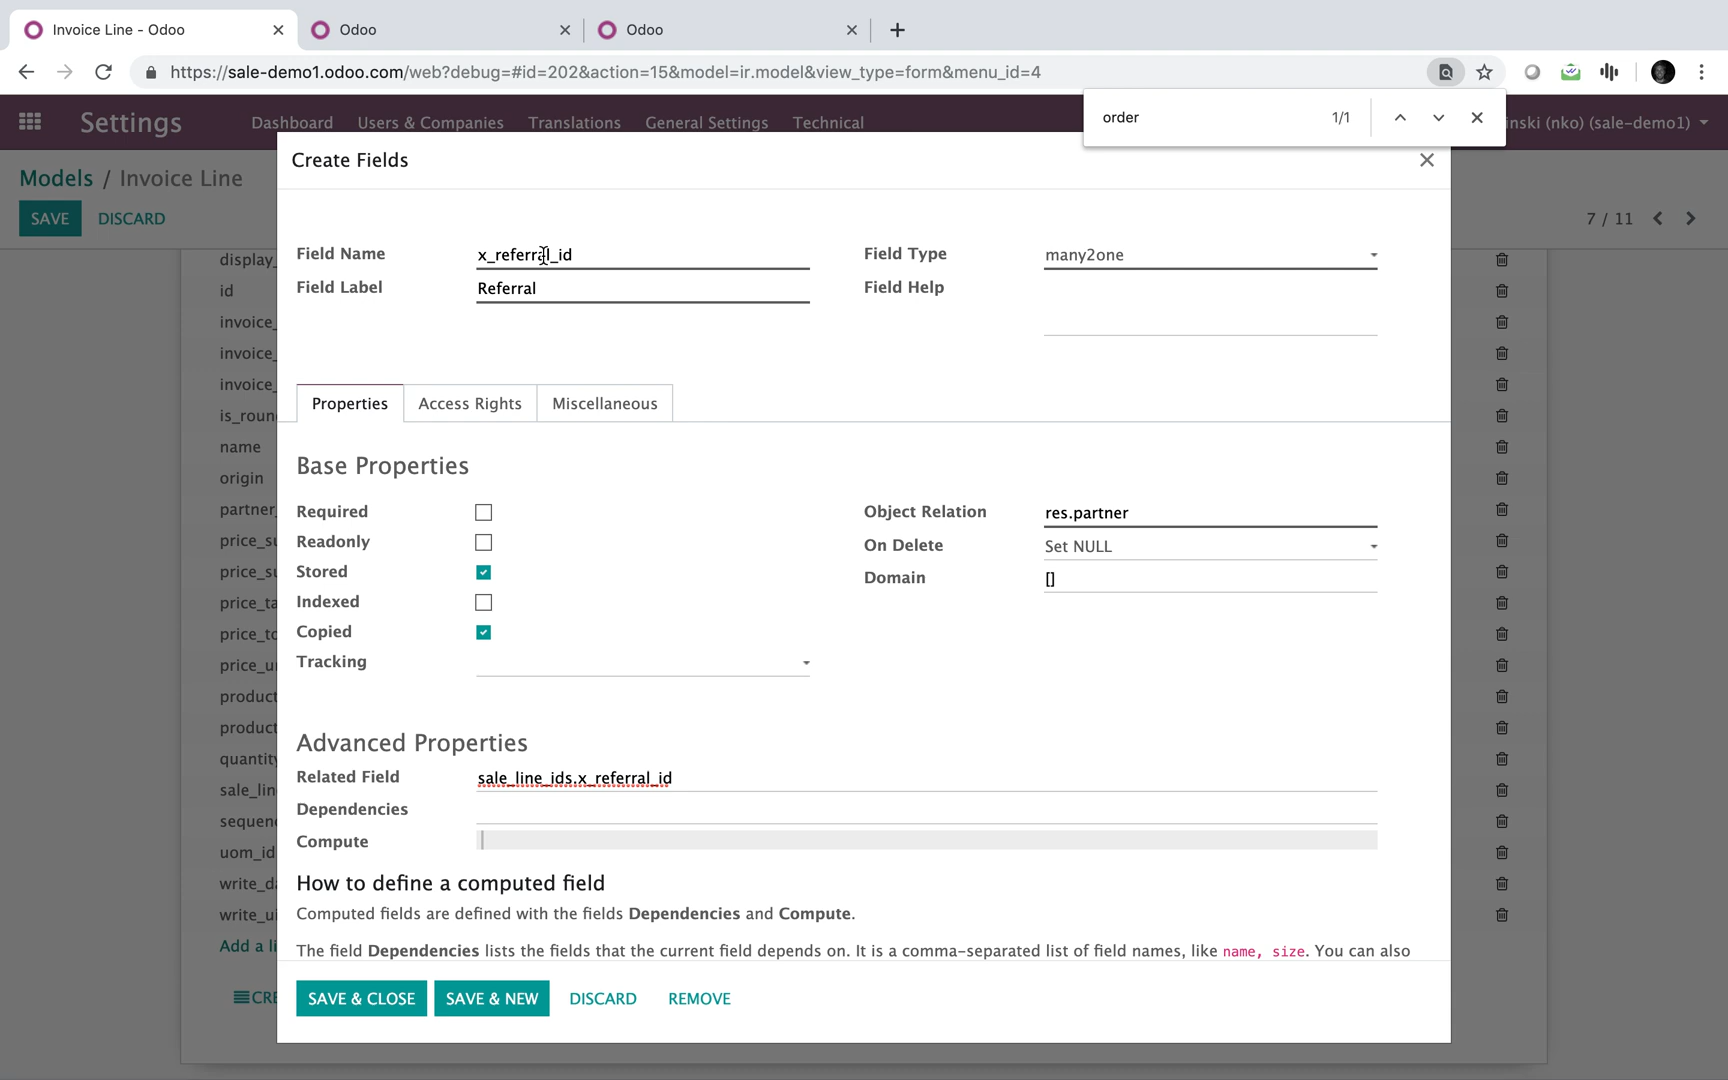 Invoice Line - Odoo
Odoo
Odoo
https://sale-demo1.odoo.com/web?debug=#id=202&action=15&model=ir.model&view_type=form&menu_id=4
order 1/1
Settings Dashboard Users & Companies Translations General Settings Technical inski (nko) (sale-demo1)
Models / Invoice Line
SAVE DISCARD
7 / 11
Create Fields
Field Name x_referral_id
Field Type many2one
Field Label Referral
Field Help
Properties Access Rights Miscellaneous
Base Properties
Required
Readonly
Stored
Indexed
Copied
Tracking
Object Relation res.partner
On Delete Set NULL
Domain []
Advanced Properties
Related Field sale_line_ids.x_referral_id
Dependencies
Compute
How to define a computed field
Computed fields are defined with the fields Dependencies and Compute.
The field Dependencies lists the fields that the current field depends on. It is a comma-separated list of field names, like name, size. You can also
SAVE & CLOSE SAVE & NEW DISCARD REMOVE
display_
id
invoice_
invoice_
invoice_
is_roun
name
origin
partner_
price_su
price_su
price_ta
price_to
price_un
product
product
quantity
sale_lin
sequen
uom_id
write_da
write_ui
Add a li
CRE